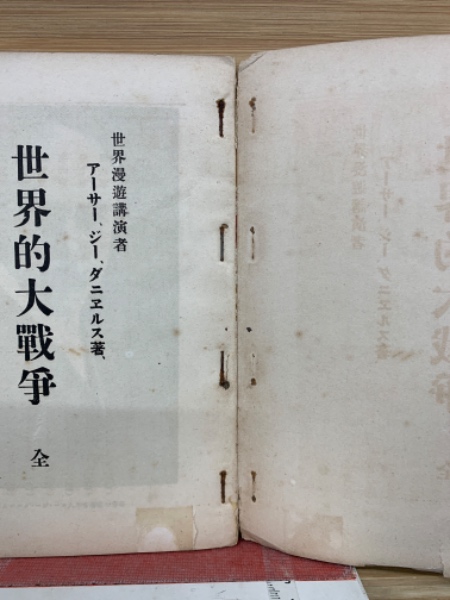 世界漫遊講演者
アーサー、ジー、ダニヱルス著、
世界的大戰爭
全